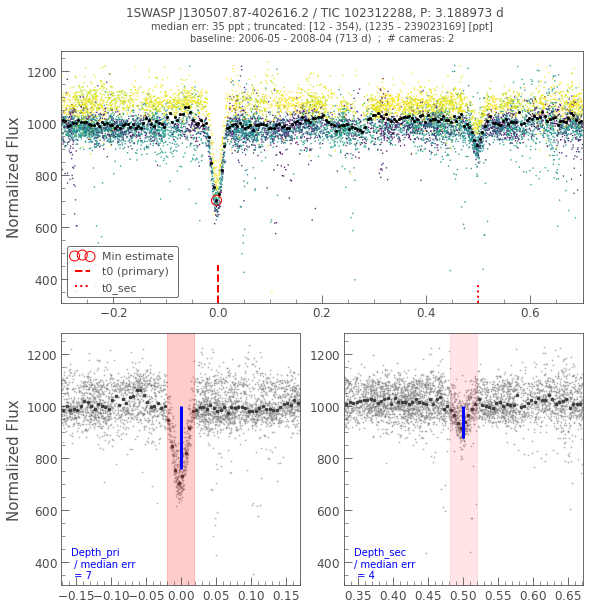 1SWASP J130507.87-402616.2 / TIC 102312288, P: 3.188973 d
median err: 35 ppt ; truncated: [12 - 354), (1235 - 239023169] [ppt]
baseline: 2006-05 - 2008-04 (713 d)  ;  # cameras: 2
Normalized Flux
1200
1000
800
600
400
Min estimate
t0 (primary)
t0_sec
−0.2 0.0 0.2 0.4 0.6
Normalized Flux
1200
1000
800
600
400
Depth_pri
/ median err
= 7
−0.15 −0.10 −0.05 0.00 0.05 0.10 0.15
1200
1000
800
600
400
Depth_sec
/ median err
= 4
0.35 0.40 0.45 0.50 0.55 0.60 0.65